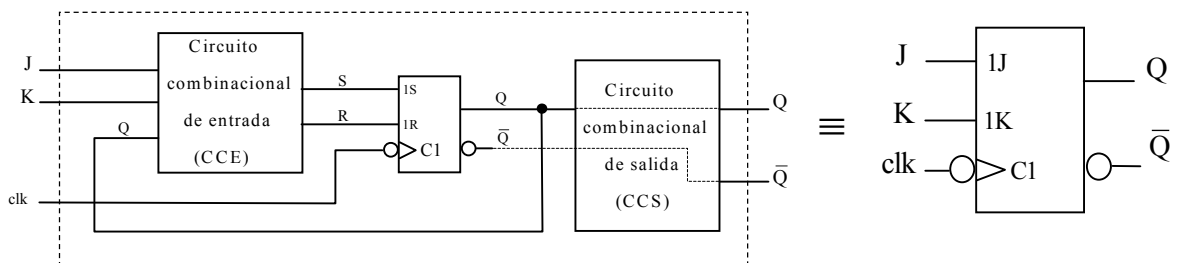 Circuito
combinacional
de entrada
(CCE)
J
K
Q
clk
S
R
1S
1R
C1
Q
Q̅
Circuito
combinacional
de salida
(CCS)
Q
Q̅
≡
J
K
clk
1J
1K
C1
Q
Q̅